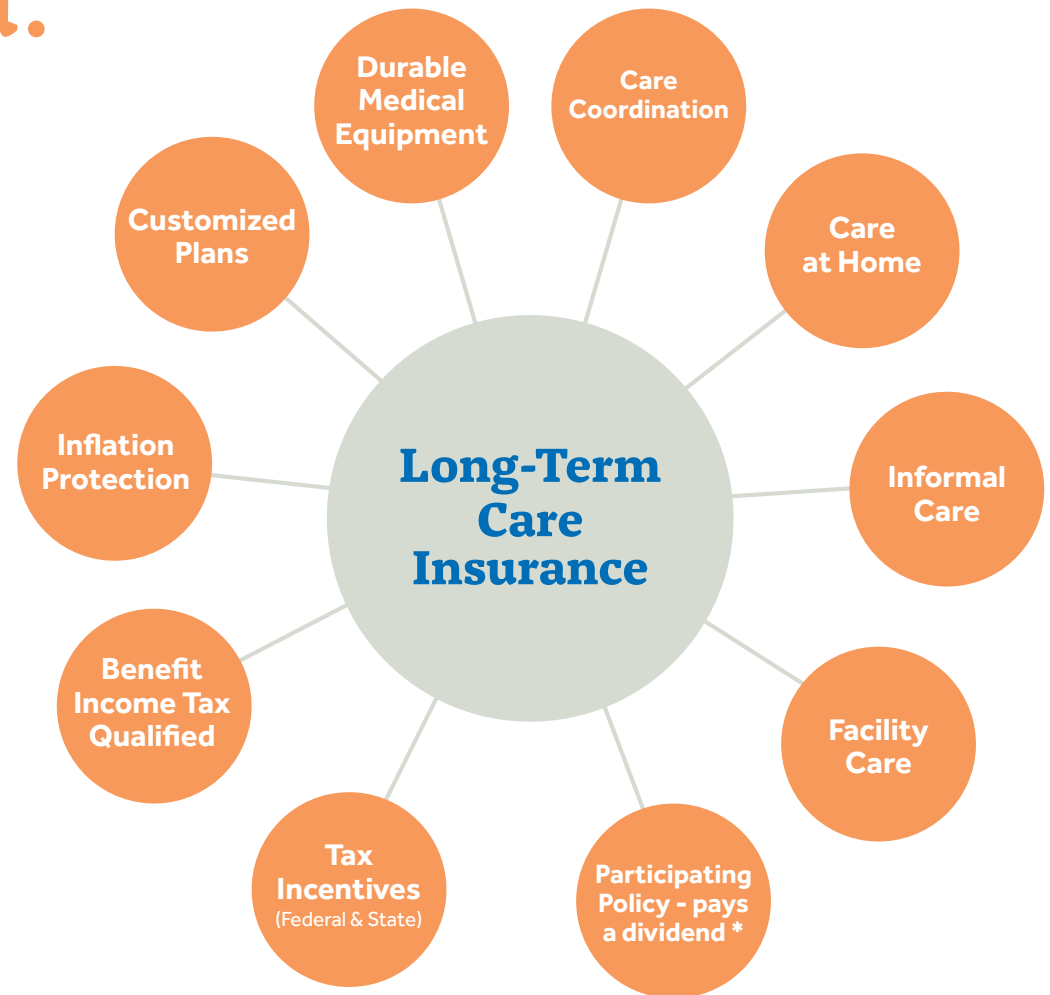 Durable
Medical
Equipment
Care
Coordination
Customized
Plans
Care
at Home
Inflation
Protection
Long-Term
Care
Insurance
Informal
Care
Benefit
Income Tax
Qualified
Facility
Care
Tax
Incentives
(Federal & State)
Participating
Policy - pays
a dividend *